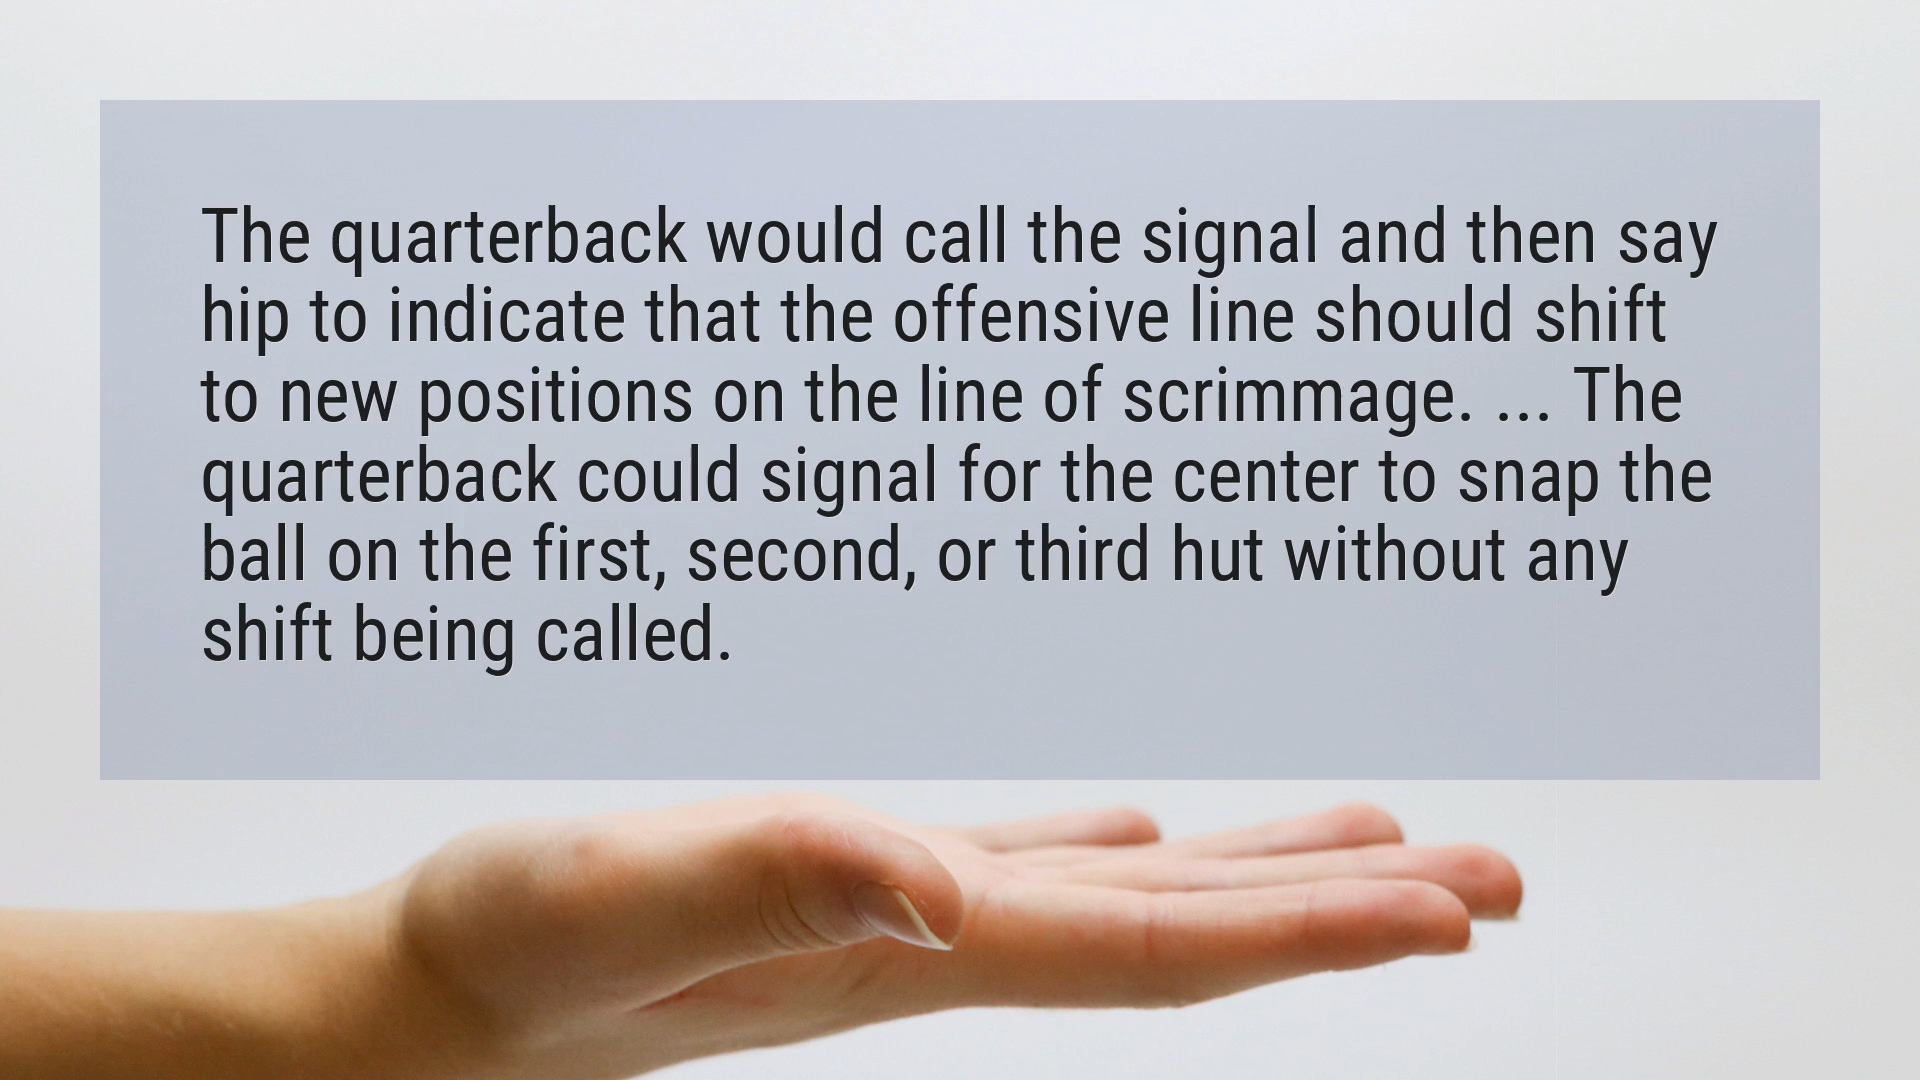 The quarterback would call the signal and then say
hip to indicate that the offensive line should shift
to new positions on the line of scrimmage. ... The
quarterback could signal for the center to snap the
ball on the first, second, or third hut without any
shift being called.